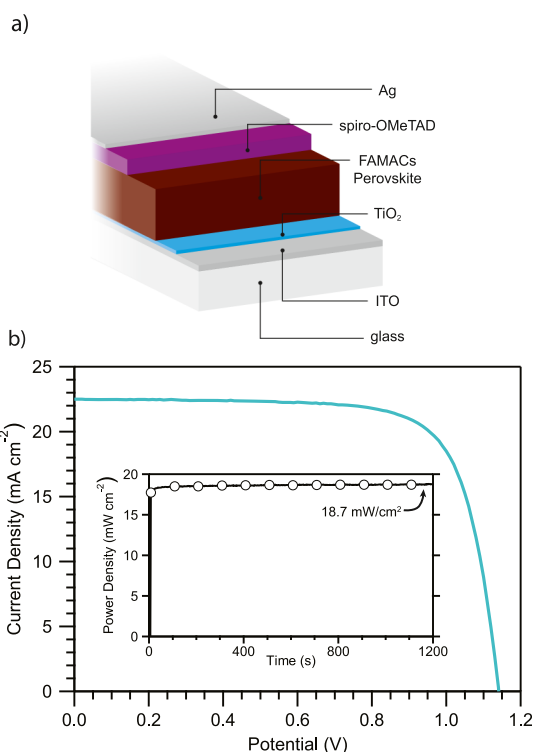 a)
Ag
spiro-OMeTAD
FAMACs
Perovskite
TiO₂
ITO
glass
b)
25
20
15
10
5
0
Current Density (mA cm⁻²)
0.0
0.2
0.4
0.6
0.8
1.0
1.2
Potential (V)
20
15
10
5
0
Power Density (mW cm⁻²)
18.7 mW/cm²
0
400
800
1200
Time (s)